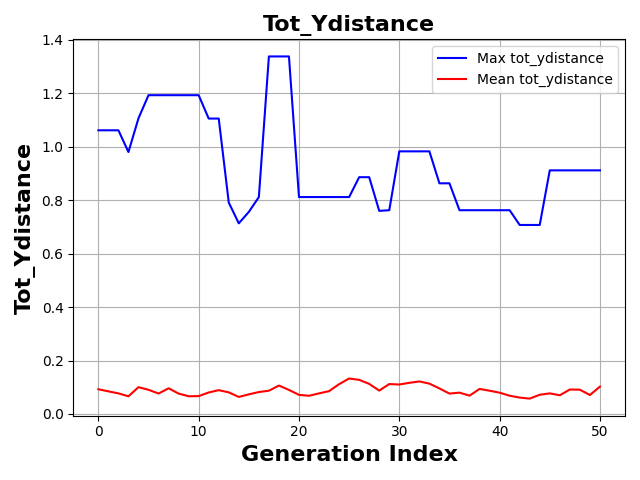 Tot_Ydistance
Max tot_ydistance
Mean tot_ydistance
Tot_Ydistance
1.4
1.2
1.0
0.8
0.6
0.4
0.2
0.0
0 10 20 30 40 50
Generation Index